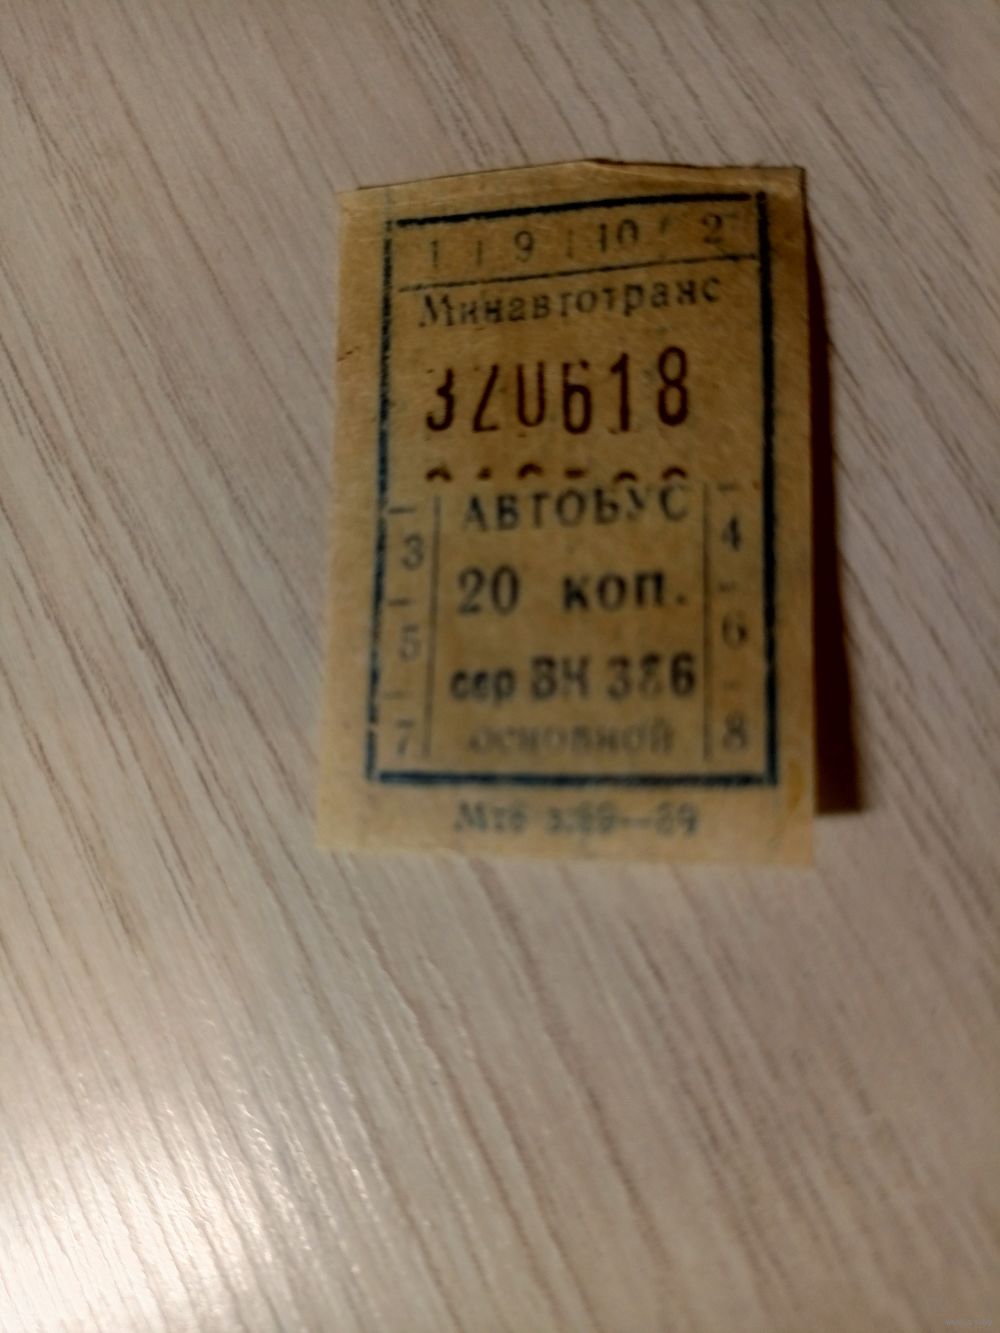 1 9 10 2
Минавтотранс
320618
АВТОБУС
3 4
20 коп.
5 6
сер ВН 386
7 основной 8